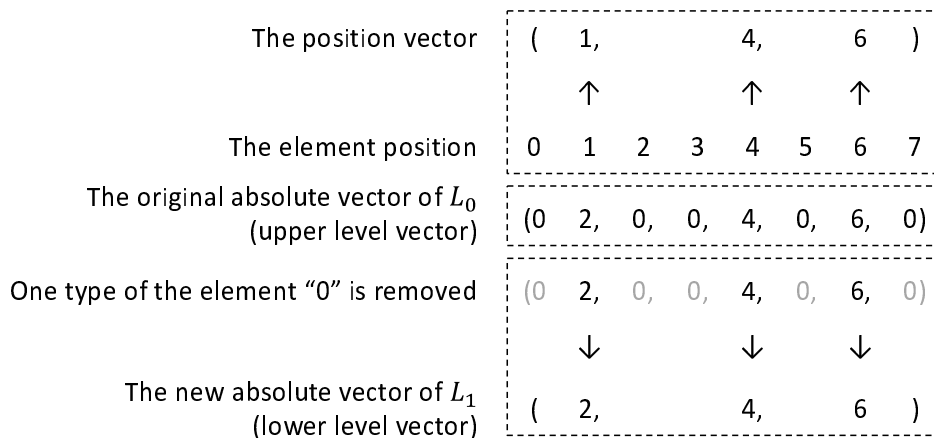 The position vector ( 1, 4, 6 )
↑ ↑ ↑
The element position 0 1 2 3 4 5 6 7
The original absolute vector of L₀
(upper level vector) (0 2, 0, 0, 4, 0, 6, 0)
One type of the element “0” is removed (0 2, 0, 0, 4, 0, 6, 0)
↓ ↓ ↓
The new absolute vector of L₁
(lower level vector) ( 2, 4, 6 )